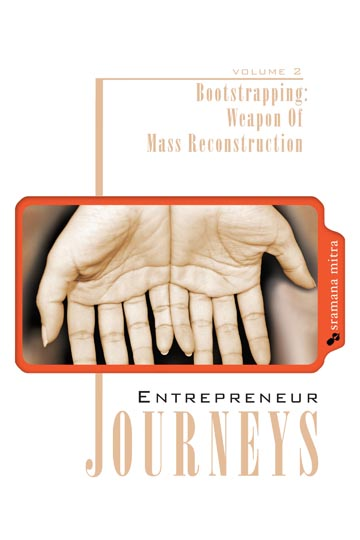 VOLUME 2
Bootstrapping:
Weapon Of
Mass Reconstruction
sramana mitra
ENTREPRENEUR
JOURNEYS